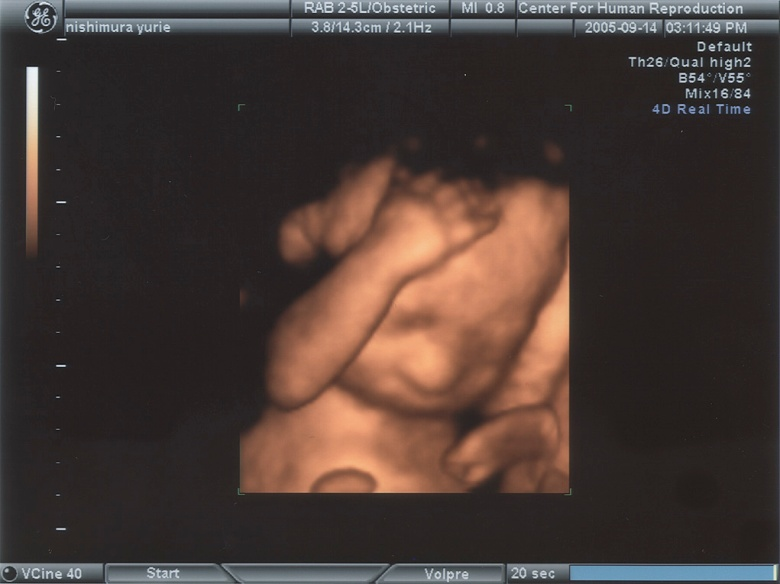 RAB 2-5L/Obstetric MI 0.8 Center For Human Reproduction
nishimura yurie 3.8/14.3cm / 2.1Hz 2005-09-14 03:11:49 PM
Default
Th26/Qual high2
B54°/V55°
Mix16/84
4D Real Time
VCine 40 Start Volpre 20 sec